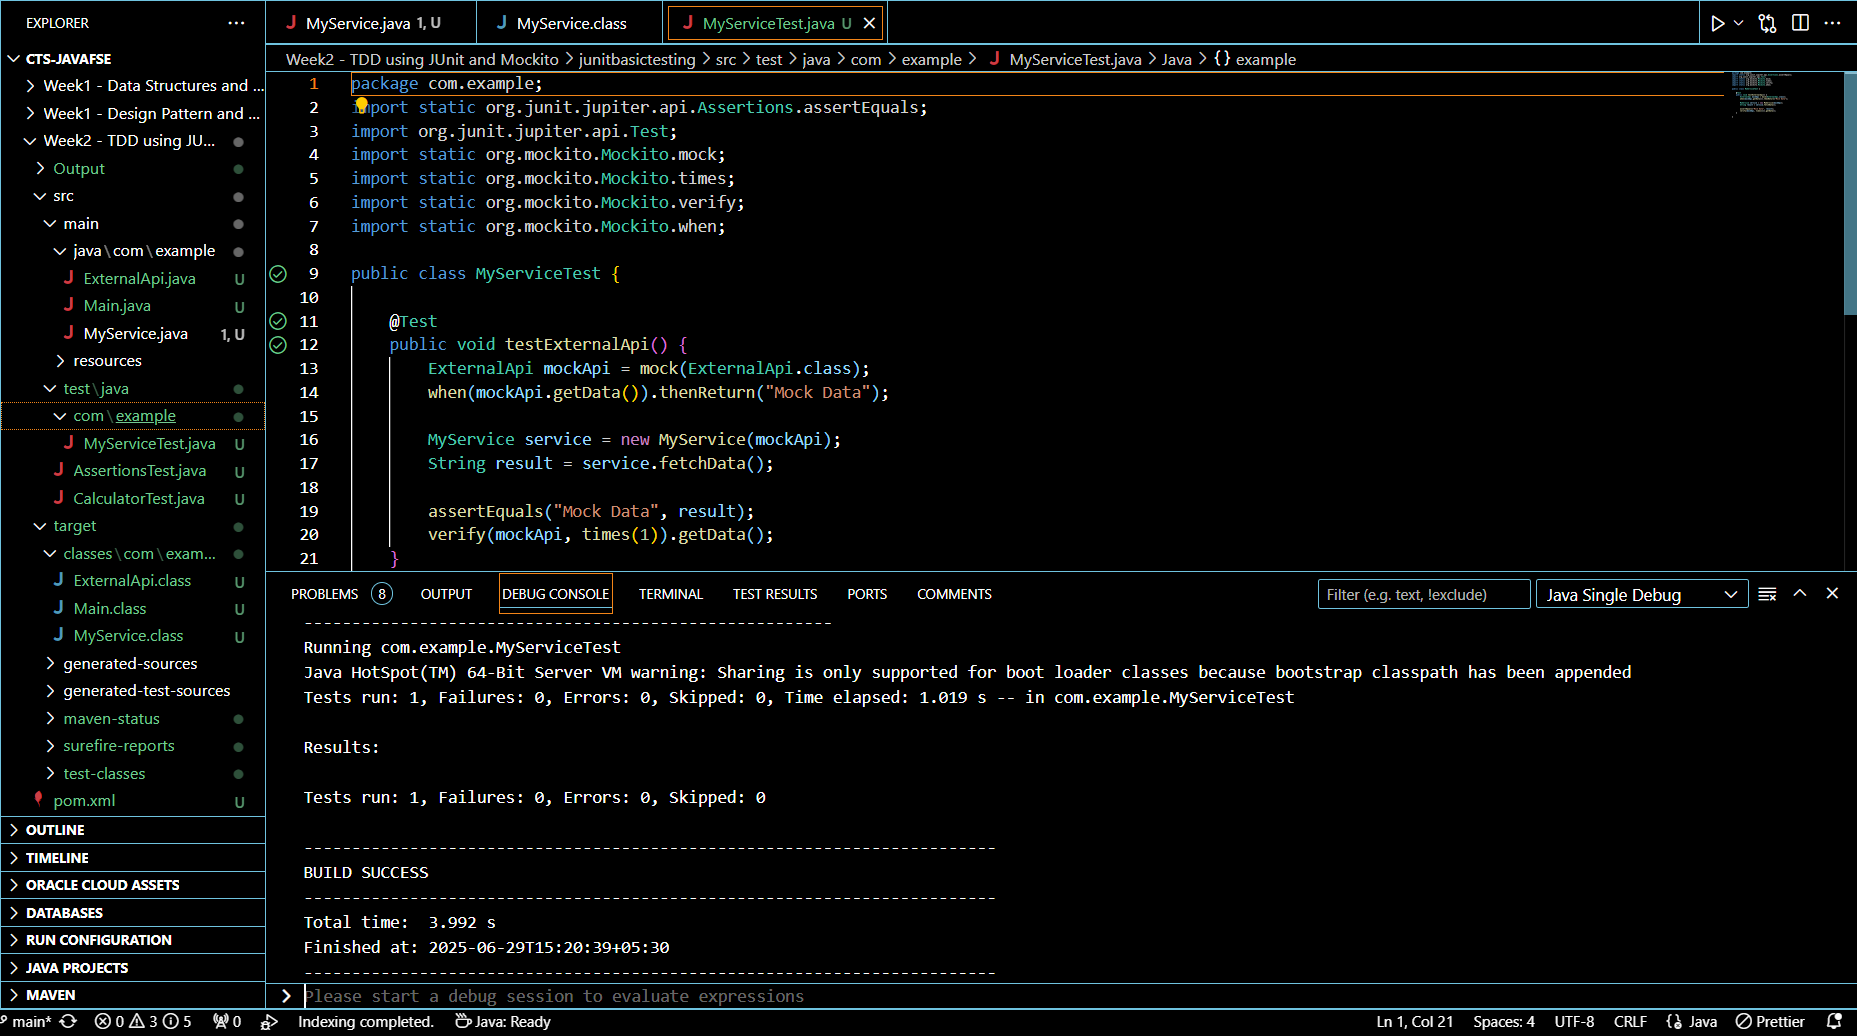 EXPLORER
···
CTS-JAVAFSE
Week1 - Data Structures and ...
Week1 - Design Pattern and ...
Week2 - TDD using JU...
Output
src
main
java\com\example
ExternalApi.java U
Main.java U
MyService.java 1, U
resources
test\java
com\example
MyServiceTest.java U
AssertionsTest.java U
CalculatorTest.java U
target
classes\com\exam...
ExternalApi.class U
Main.class U
MyService.class U
generated-sources
generated-test-sources
maven-status
surefire-reports
test-classes
pom.xml U
OUTLINE
TIMELINE
ORACLE CLOUD ASSETS
DATABASES
RUN CONFIGURATION
JAVA PROJECTS
MAVEN
J MyService.java 1, U J MyService.class J MyServiceTest.java U
Week2 - TDD using JUnit and Mockito > junitbasictesting > src > test > java > com > example > J MyServiceTest.java > Java > {} example
1 package com.example;
2 import static org.junit.jupiter.api.Assertions.assertEquals;
3 import org.junit.jupiter.api.Test;
4 import static org.mockito.Mockito.mock;
5 import static org.mockito.Mockito.times;
6 import static org.mockito.Mockito.verify;
7 import static org.mockito.Mockito.when;
8
9 public class MyServiceTest {
10
11 @Test
12 public void testExternalApi() {
13 ExternalApi mockApi = mock(ExternalApi.class);
14 when(mockApi.getData()).thenReturn("Mock Data");
15
16 MyService service = new MyService(mockApi);
17 String result = service.fetchData();
18
19 assertEquals("Mock Data", result);
20 verify(mockApi, times(1)).getData();
21 }
PROBLEMS 8 OUTPUT DEBUG CONSOLE TERMINAL TEST RESULTS PORTS COMMENTS Filter (e.g. text, !exclude) Java Single Debug
-------------------------------------------------------
Running com.example.MyServiceTest
Java HotSpot(TM) 64-Bit Server VM warning: Sharing is only supported for boot loader classes because bootstrap classpath has been appended
Tests run: 1, Failures: 0, Errors: 0, Skipped: 0, Time elapsed: 1.019 s -- in com.example.MyServiceTest
Results:
Tests run: 1, Failures: 0, Errors: 0, Skipped: 0
------------------------------------------------------------------------
BUILD SUCCESS
------------------------------------------------------------------------
Total time:  3.992 s
Finished at: 2025-06-29T15:20:39+05:30
------------------------------------------------------------------------
Please start a debug session to evaluate expressions
main* 0 3 5 0 Indexing completed. Java: Ready Ln 1, Col 21 Spaces: 4 UTF-8 CRLF {} Java Prettier